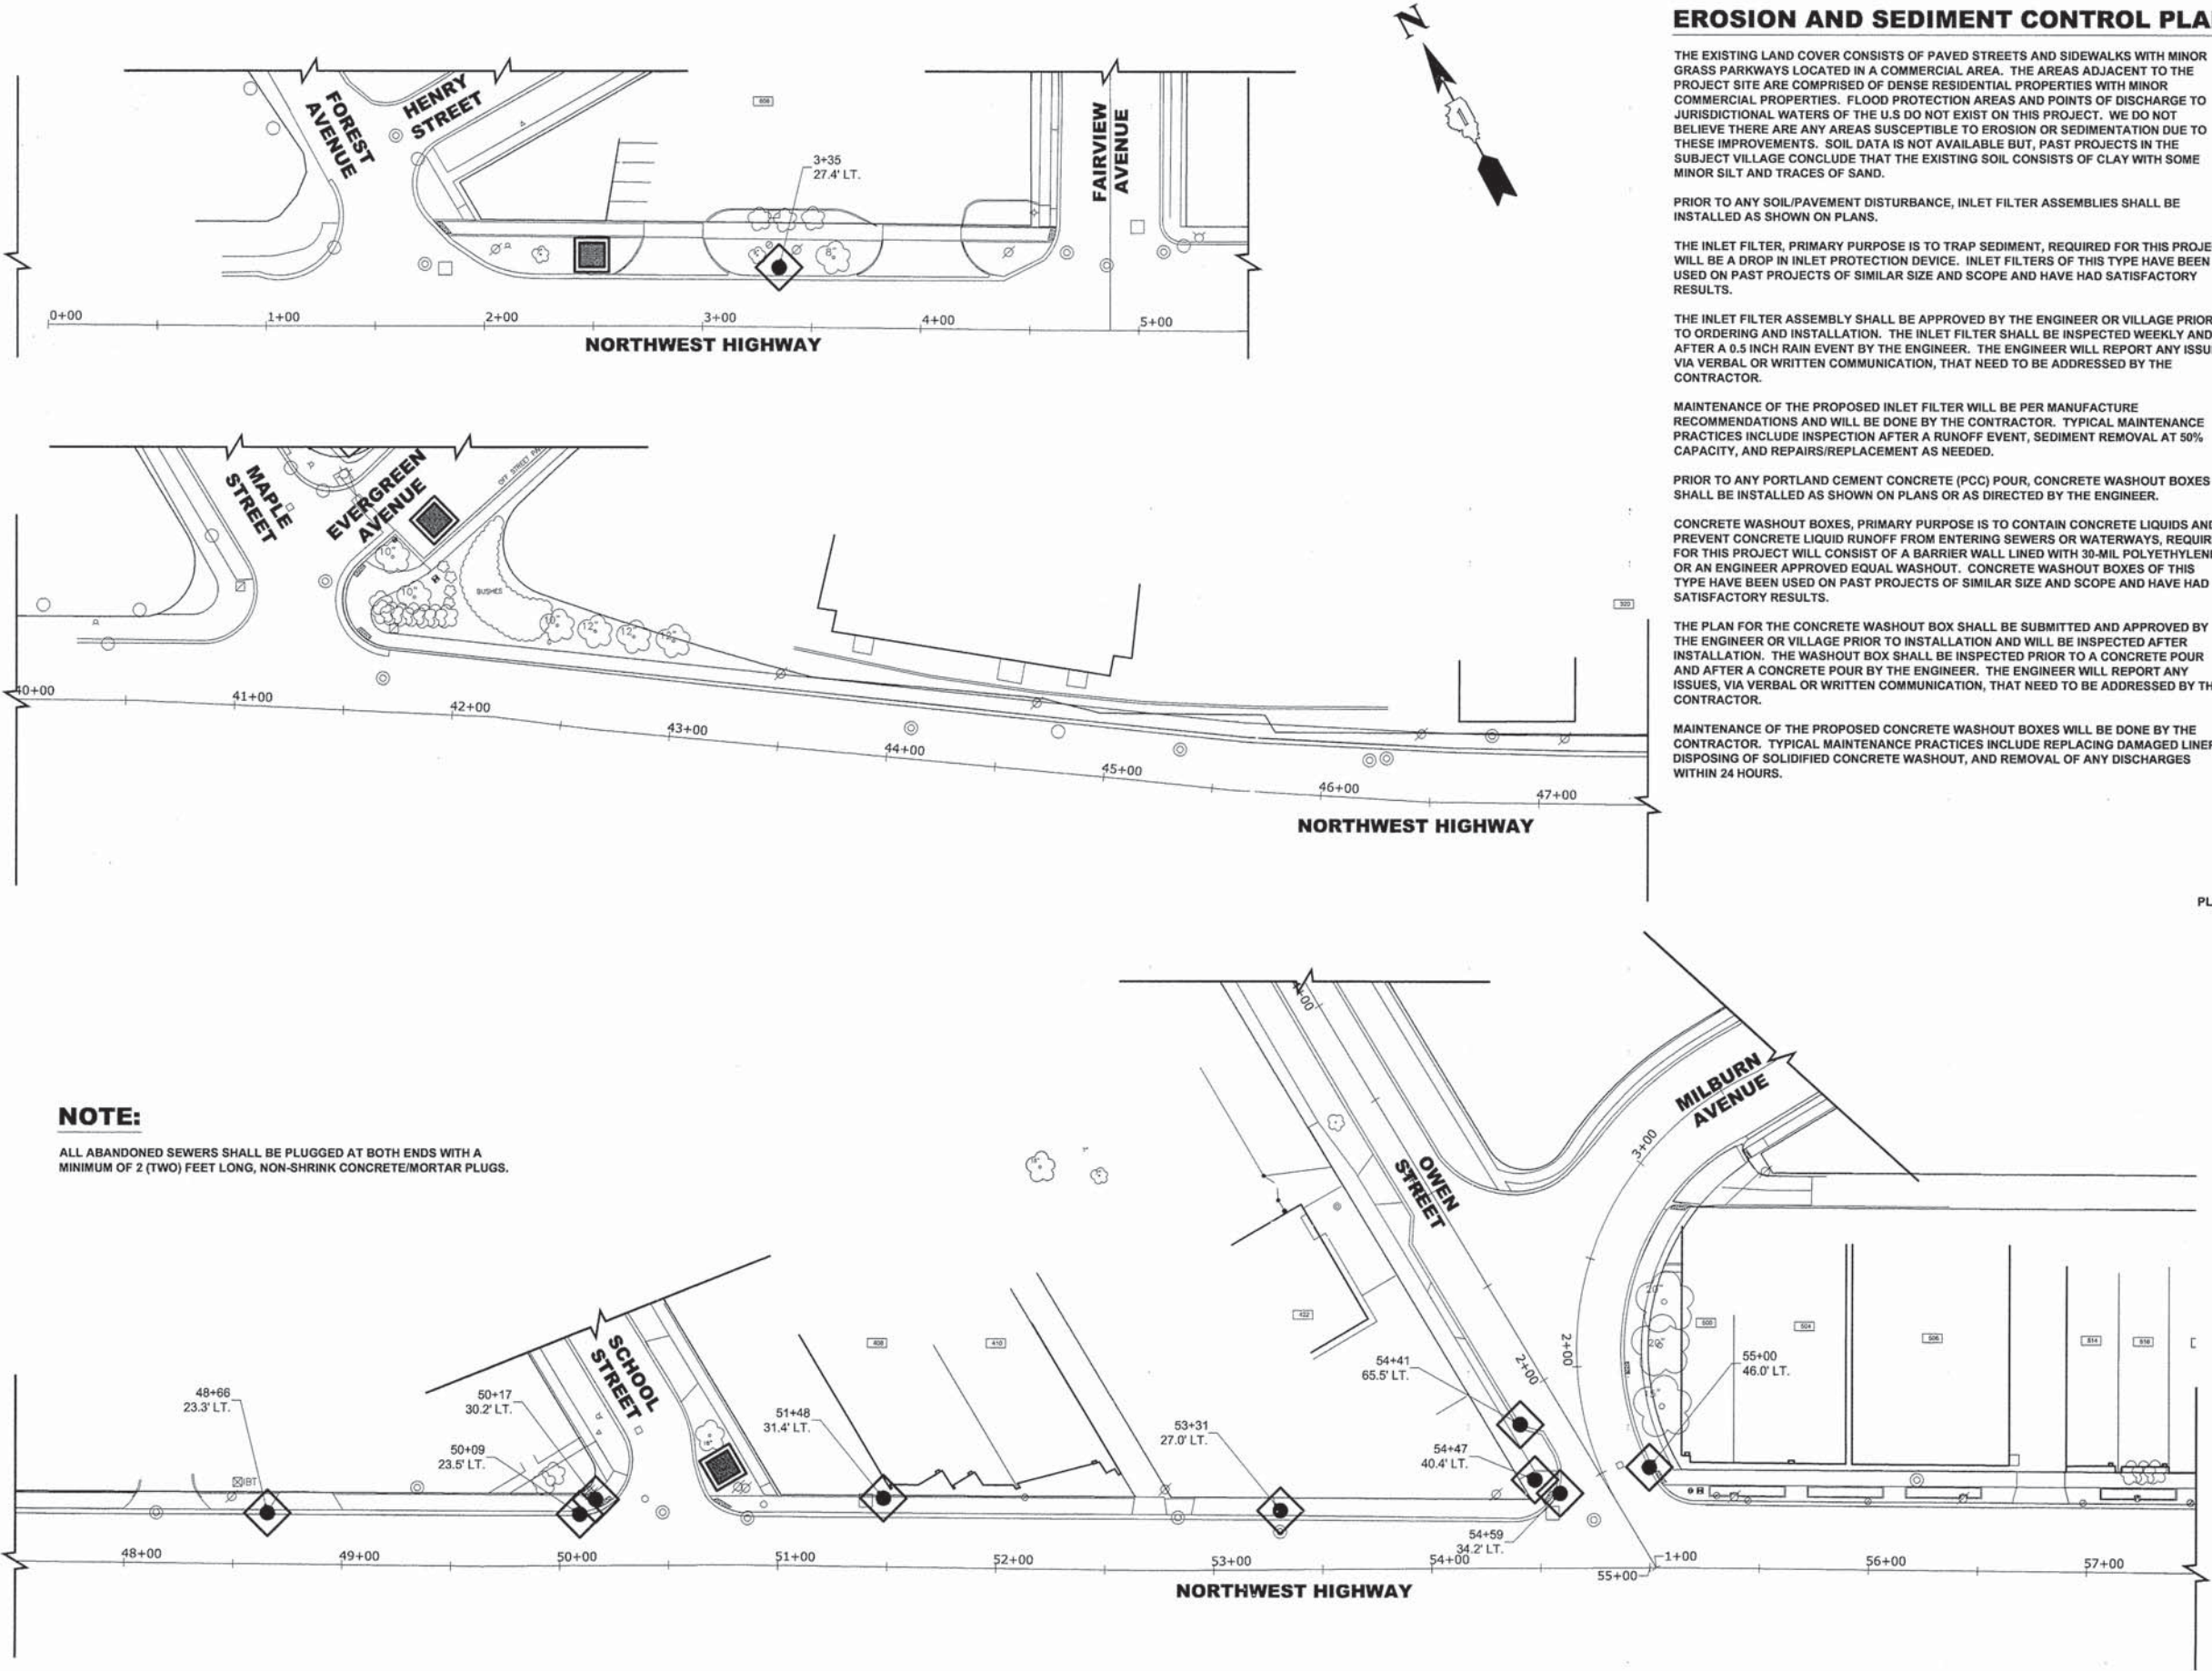 EROSION AND SEDIMENT CONTROL PLA
THE EXISTING LAND COVER CONSISTS OF PAVED STREETS AND SIDEWALKS WITH MINOR
GRASS PARKWAYS LOCATED IN A COMMERCIAL AREA. THE AREAS ADJACENT TO THE
PROJECT SITE ARE COMPRISED OF DENSE RESIDENTIAL PROPERTIES WITH MINOR
COMMERCIAL PROPERTIES. FLOOD PROTECTION AREAS AND POINTS OF DISCHARGE TO
JURISDICTIONAL WATERS OF THE U.S DO NOT EXIST ON THIS PROJECT. WE DO NOT
BELIEVE THERE ARE ANY AREAS SUSCEPTIBLE TO EROSION OR SEDIMENTATION DUE TO
THESE IMPROVEMENTS. SOIL DATA IS NOT AVAILABLE BUT, PAST PROJECTS IN THE
SUBJECT VILLAGE CONCLUDE THAT THE EXISTING SOIL CONSISTS OF CLAY WITH SOME
MINOR SILT AND TRACES OF SAND.
PRIOR TO ANY SOIL/PAVEMENT DISTURBANCE, INLET FILTER ASSEMBLIES SHALL BE
INSTALLED AS SHOWN ON PLANS.
THE INLET FILTER, PRIMARY PURPOSE IS TO TRAP SEDIMENT, REQUIRED FOR THIS PROJE
WILL BE A DROP IN INLET PROTECTION DEVICE. INLET FILTERS OF THIS TYPE HAVE BEEN
USED ON PAST PROJECTS OF SIMILAR SIZE AND SCOPE AND HAVE HAD SATISFACTORY
RESULTS.
THE INLET FILTER ASSEMBLY SHALL BE APPROVED BY THE ENGINEER OR VILLAGE PRIOR
TO ORDERING AND INSTALLATION. THE INLET FILTER SHALL BE INSPECTED WEEKLY AND
AFTER A 0.5 INCH RAIN EVENT BY THE ENGINEER. THE ENGINEER WILL REPORT ANY ISSU
VIA VERBAL OR WRITTEN COMMUNICATION, THAT NEED TO BE ADDRESSED BY THE
CONTRACTOR.
MAINTENANCE OF THE PROPOSED INLET FILTER WILL BE PER MANUFACTURE
RECOMMENDATIONS AND WILL BE DONE BY THE CONTRACTOR. TYPICAL MAINTENANCE
PRACTICES INCLUDE INSPECTION AFTER A RUNOFF EVENT, SEDIMENT REMOVAL AT 50%
CAPACITY, AND REPAIRS/REPLACEMENT AS NEEDED.
PRIOR TO ANY PORTLAND CEMENT CONCRETE (PCC) POUR, CONCRETE WASHOUT BOXES
SHALL BE INSTALLED AS SHOWN ON PLANS OR AS DIRECTED BY THE ENGINEER.
CONCRETE WASHOUT BOXES, PRIMARY PURPOSE IS TO CONTAIN CONCRETE LIQUIDS AND
PREVENT CONCRETE LIQUID RUNOFF FROM ENTERING SEWERS OR WATERWAYS, REQUIR
FOR THIS PROJECT WILL CONSIST OF A BARRIER WALL LINED WITH 30-MIL POLYETHYLEN
OR AN ENGINEER APPROVED EQUAL WASHOUT. CONCRETE WASHOUT BOXES OF THIS
TYPE HAVE BEEN USED ON PAST PROJECTS OF SIMILAR SIZE AND SCOPE AND HAVE HAD
SATISFACTORY RESULTS.
THE PLAN FOR THE CONCRETE WASHOUT BOX SHALL BE SUBMITTED AND APPROVED BY
THE ENGINEER OR VILLAGE PRIOR TO INSTALLATION AND WILL BE INSPECTED AFTER
INSTALLATION. THE WASHOUT BOX SHALL BE INSPECTED PRIOR TO A CONCRETE POUR
AND AFTER A CONCRETE POUR BY THE ENGINEER. THE ENGINEER WILL REPORT ANY
ISSUES, VIA VERBAL OR WRITTEN COMMUNICATION, THAT NEED TO BE ADDRESSED BY TH
CONTRACTOR.
MAINTENANCE OF THE PROPOSED CONCRETE WASHOUT BOXES WILL BE DONE BY THE
CONTRACTOR. TYPICAL MAINTENANCE PRACTICES INCLUDE REPLACING DAMAGED LINER
DISPOSING OF SOLIDIFIED CONCRETE WASHOUT, AND REMOVAL OF ANY DISCHARGES
WITHIN 24 HOURS.
PL
N
FOREST
AVENUE
HENRY
STREET
608
FAIRVIEW
AVENUE
3+35
27.4' LT.
8"
0+00 1+00 2+00 3+00 4+00 5+00
NORTHWEST HIGHWAY
MAPLE
STREET
EVERGREEN
AVENUE
OFF STREET PA
10"
10"
BUSHES
10" 12" 12" 12"
320
40+00 41+00 42+00 43+00 44+00 45+00 46+00 47+00
NORTHWEST HIGHWAY
NOTE:
ALL ABANDONED SEWERS SHALL BE PLUGGED AT BOTH ENDS WITH A
MINIMUM OF 2 (TWO) FEET LONG, NON-SHRINK CONCRETE/MORTAR PLUGS.
OWEN
STREET
MILBURN
AVENUE
3+00
2+00
2+00
SCHOOL
STREET
408
410
422
500
504
506
514
516
20"
20"
48+66
23.3' LT.
50+17
30.2' LT.
50+09
23.5' LT.
51+48
31.4' LT.
53+31
27.0' LT.
54+41
65.5' LT.
54+47
40.4' LT.
54+59
34.2' LT.
55+00
46.0' LT.
IBT
48+00 49+00 50+00 51+00 52+00 53+00 54+00 55+00 1+00 56+00 57+00
NORTHWEST HIGHWAY